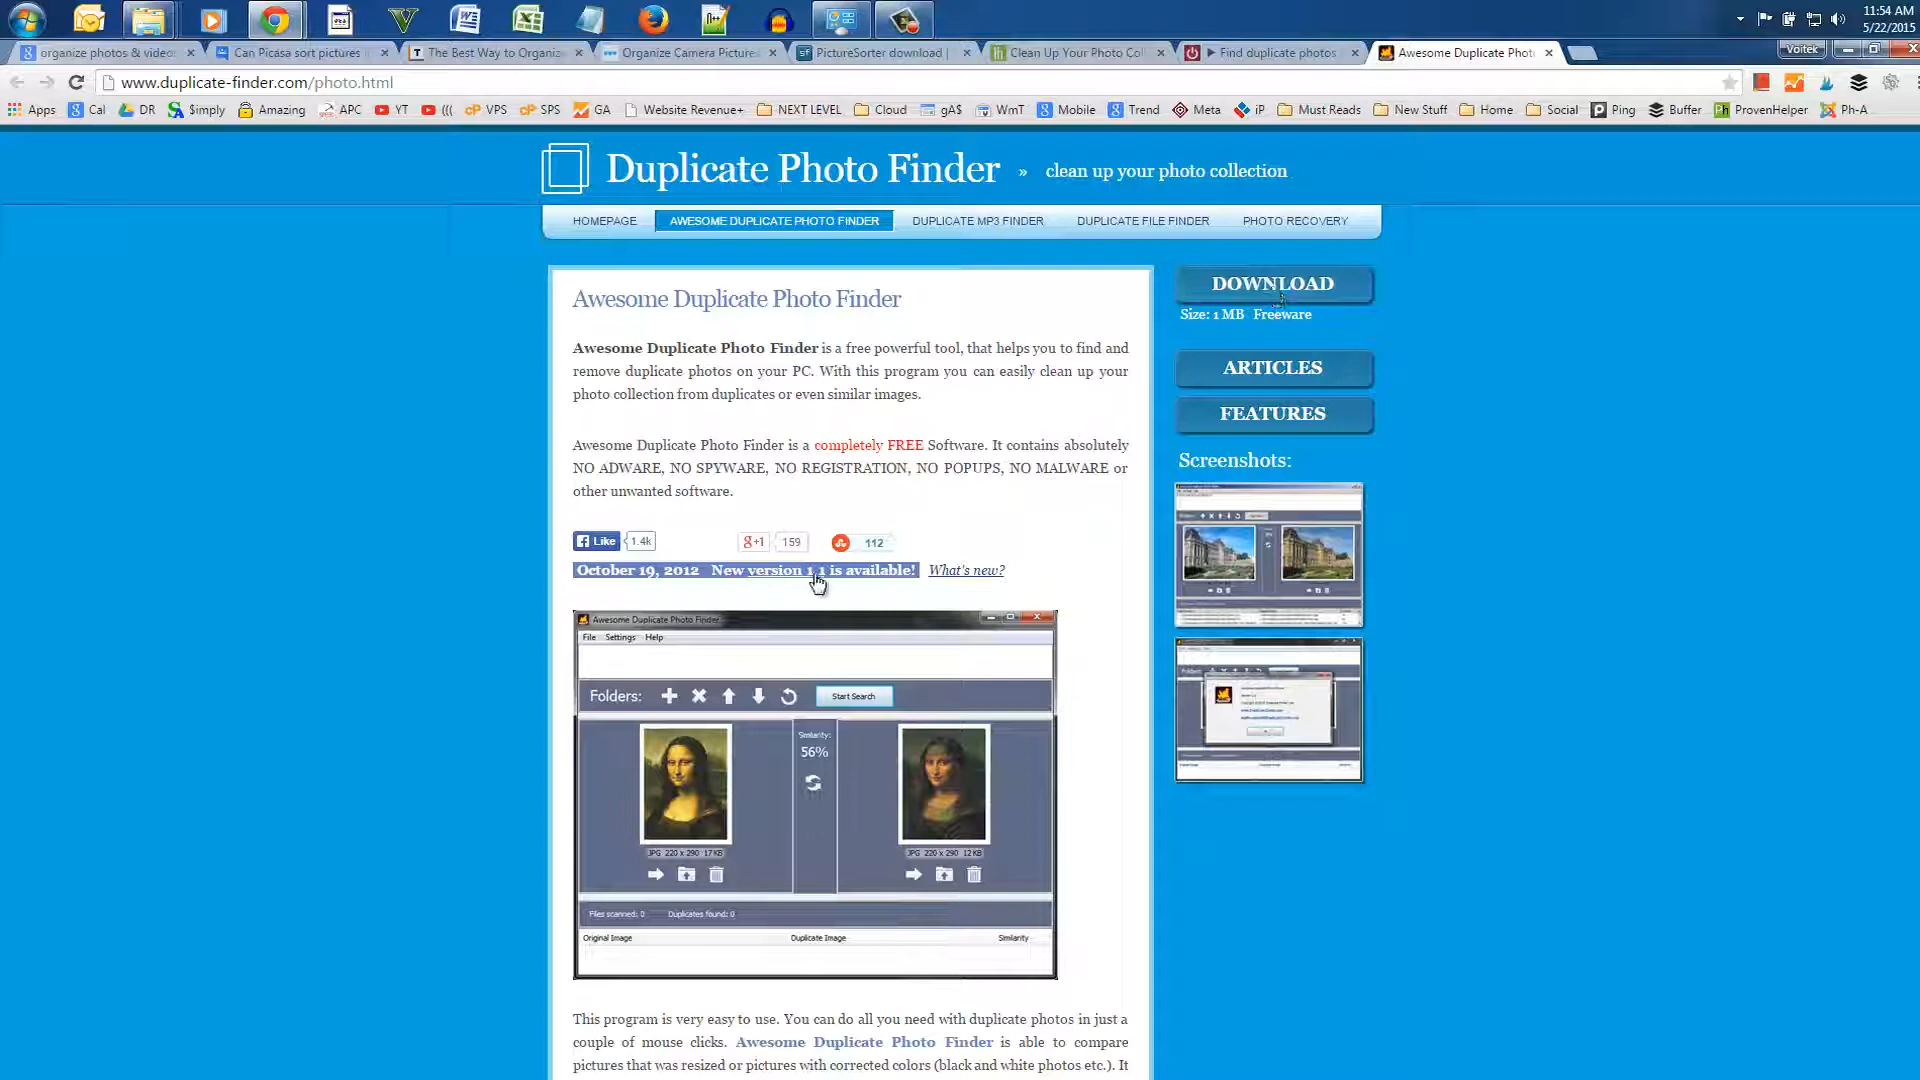 11:54 AM
5/22/2015
organize photos & videos
Can Picasa sort pictures
The Best Way to Organiz
Organize Camera Pictures
PictureSorter download |
Clean Up Your Photo Col
Find duplicate photos
Awesome Duplicate Phot
Voitek
www.duplicate-finder.com/photo.html
Apps Cal DR $imply Amazing APC YT ((( VPS SPS GA Website Revenue+ NEXT LEVEL Cloud gA$ WmT Mobile Trend Meta iP Must Reads New Stuff Home Social Ping Buffer ProvenHelper Ph-A
Duplicate Photo Finder » clean up your photo collection
HOMEPAGE AWESOME DUPLICATE PHOTO FINDER DUPLICATE MP3 FINDER DUPLICATE FILE FINDER PHOTO RECOVERY
Awesome Duplicate Photo Finder
Awesome Duplicate Photo Finder is a free powerful tool, that helps you to find and
remove duplicate photos on your PC. With this program you can easily clean up your
photo collection from duplicates or even similar images.
Awesome Duplicate Photo Finder is a completely FREE Software. It contains absolutely
NO ADWARE, NO SPYWARE, NO REGISTRATION, NO POPUPS, NO MALWARE or
other unwanted software.
Like 1.4k g+1 159 112
October 19, 2012 New version 1.1 is available! What's new?
Awesome Duplicate Photo Finder
File Settings Help
Folders: Start Search
Similarity:
56%
JPG 220 x 290 17 KB
JPG 220 x 290 12 KB
Files scanned: 0 Duplicates found: 0
Original Image Duplicate Image Similarity
This program is very easy to use. You can do all you need with duplicate photos in just a
couple of mouse clicks. Awesome Duplicate Photo Finder is able to compare
pictures that was resized or pictures with corrected colors (black and white photos etc.). It
DOWNLOAD
Size: 1 MB Freeware
ARTICLES
FEATURES
Screenshots: